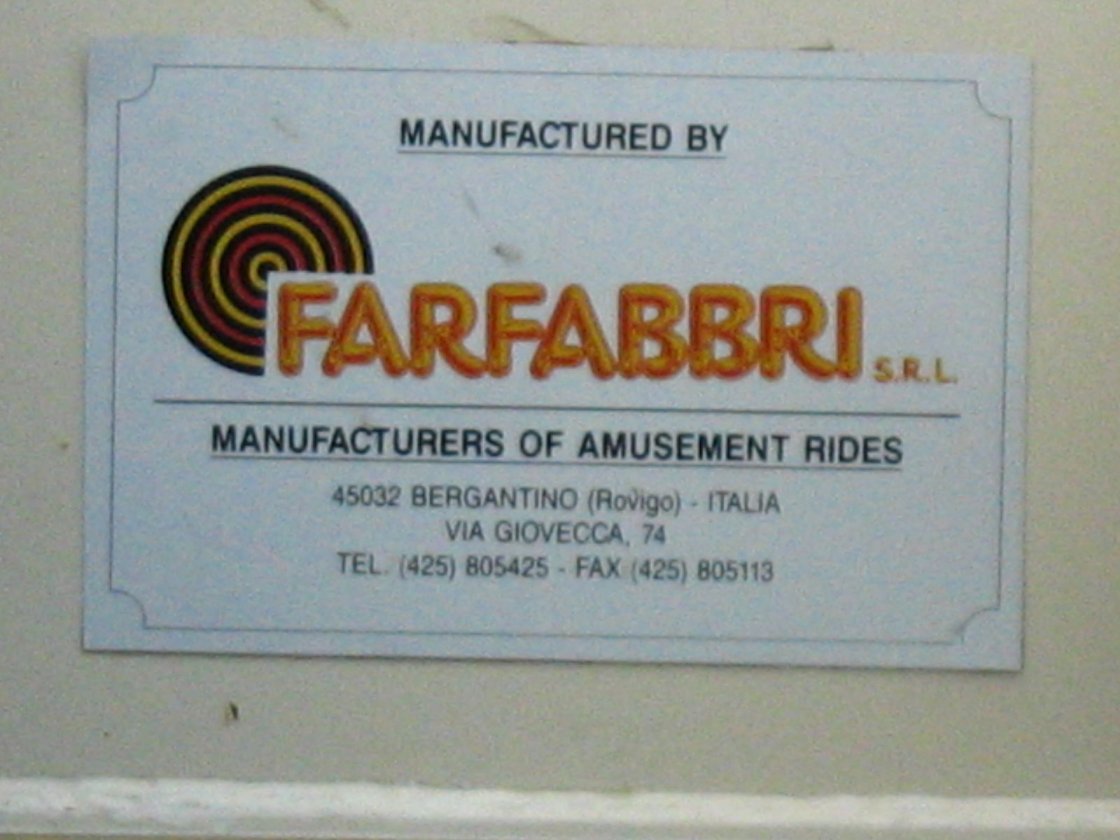 MANUFACTURED BY
FARFABBRI S.R.L.
MANUFACTURERS OF AMUSEMENT RIDES
45032 BERGANTINO (Rovigo) - ITALIA
VIA GIOVECCA, 74
TEL. (425) 805425 - FAX (425) 805113